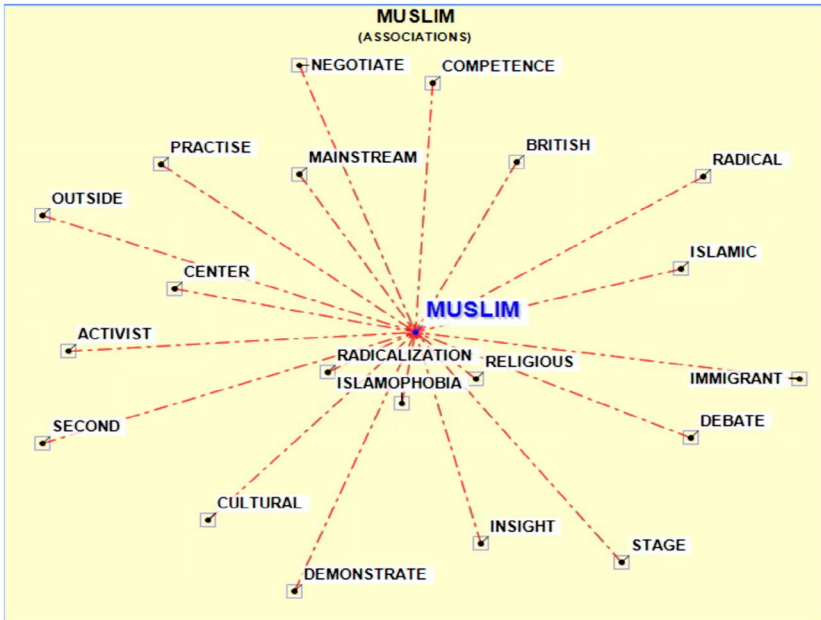 MUSLIM
(ASSOCIATIONS)
NEGOTIATE
COMPETENCE
PRACTISE
MAINSTREAM
BRITISH
RADICAL
OUTSIDE
CENTER
ISLAMIC
MUSLIM
ACTIVIST
RADICALIZATION
RELIGIOUS
ISLAMOPHOBIA
IMMIGRANT
SECOND
DEBATE
CULTURAL
INSIGHT
STAGE
DEMONSTRATE